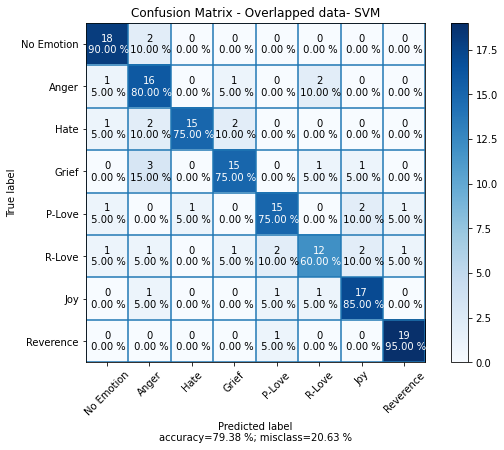 Confusion Matrix - Overlapped data- SVM
No Emotion 18 2 0 0 0 0 0 0
90.00 % 10.00 % 0.00 % 0.00 % 0.00 % 0.00 % 0.00 % 0.00 %
17.5
Anger 1 16 0 1 0 2 0 0
5.00 % 80.00 % 0.00 % 5.00 % 0.00 % 10.00 % 0.00 % 0.00 %
15.0
Hate 1 2 15 2 0 0 0 0
5.00 % 10.00 % 75.00 % 10.00 % 0.00 % 0.00 % 0.00 % 0.00 %
12.5
Grief 0 3 0 15 0 1 1 0
0.00 % 15.00 % 0.00 % 75.00 % 0.00 % 5.00 % 5.00 % 0.00 %
10.0
True label
P-Love 1 0 1 0 15 0 2 1
5.00 % 0.00 % 5.00 % 0.00 % 75.00 % 0.00 % 10.00 % 5.00 %
7.5
R-Love 1 1 0 1 2 12 2 1
5.00 % 5.00 % 0.00 % 5.00 % 10.00 % 60.00 % 10.00 % 5.00 %
5.0
Joy 0 1 0 0 1 1 17 0
0.00 % 5.00 % 0.00 % 0.00 % 5.00 % 5.00 % 85.00 % 0.00 %
2.5
Reverence 0 0 0 0 1 0 0 19
0.00 % 0.00 % 0.00 % 0.00 % 5.00 % 0.00 % 0.00 % 95.00 %
0.0
No Emotion Anger Hate Grief P-Love R-Love Joy Reverence
Predicted label
accuracy=79.38 %; misclass=20.63 %